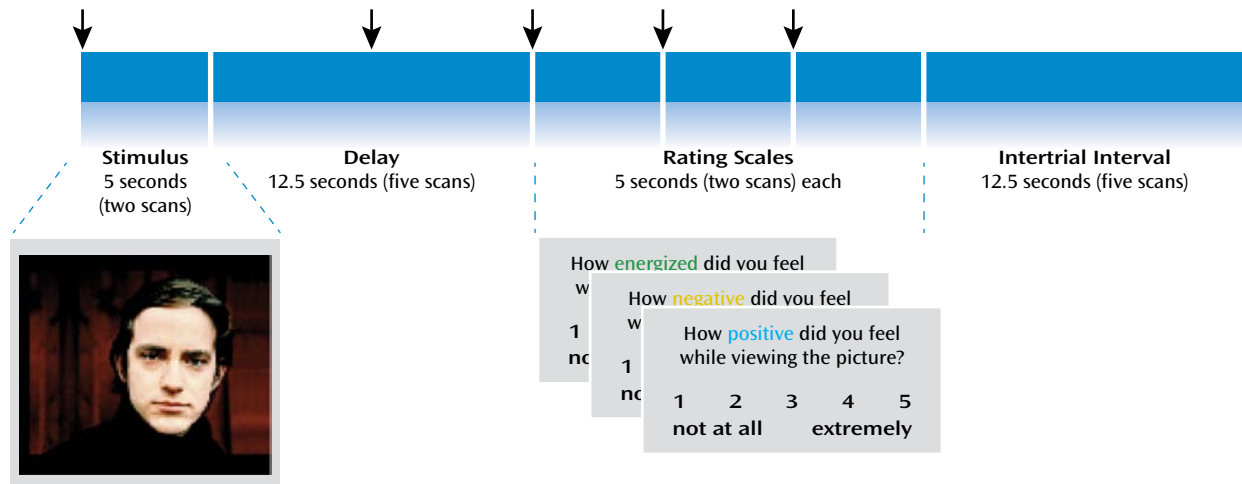 Stimulus
5 seconds
(two scans)
Delay
12.5 seconds (five scans)
Rating Scales
5 seconds (two scans) each
Intertrial Interval
12.5 seconds (five scans)
How energized did you feel
1
How negative did you feel
1
How positive did you feel
while viewing the picture?
1 2 3 4 5
not at all extremely